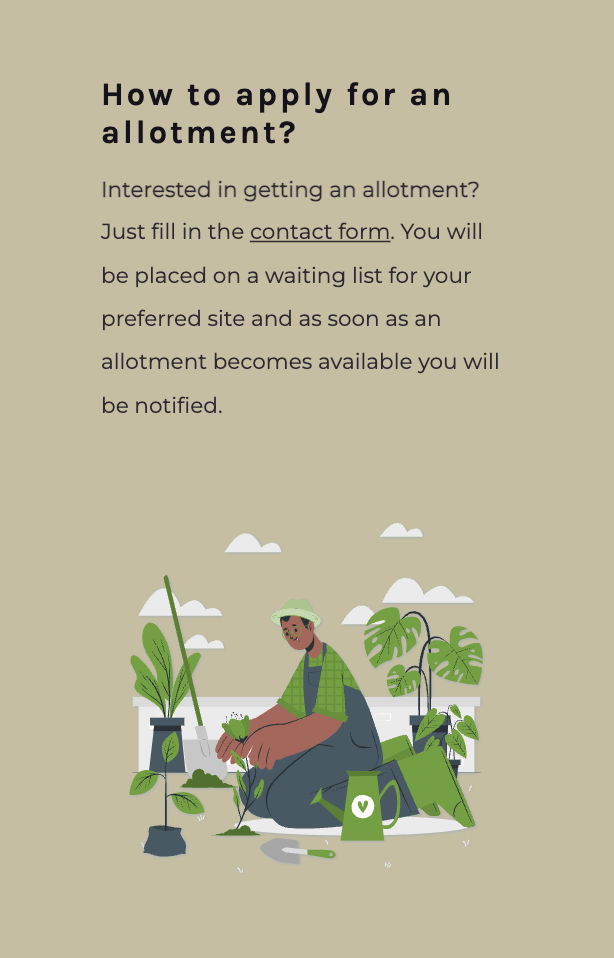 How to apply for an
allotment?
Interested in getting an allotment?
Just fill in the contact form. You will
be placed on a waiting list for your
preferred site and as soon as an
allotment becomes available you will
be notified.